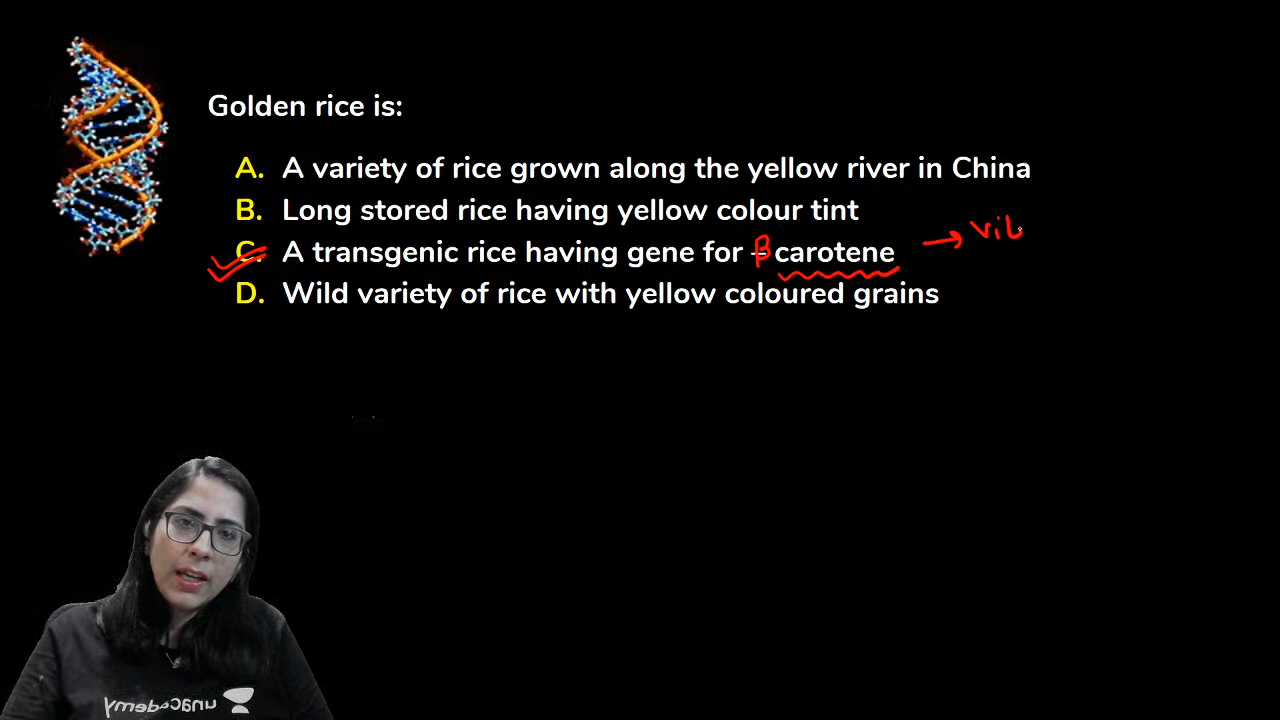 Golden rice is:
A. A variety of rice grown along the yellow river in China
B. Long stored rice having yellow colour tint
C. A transgenic rice having gene for β carotene → vit
D. Wild variety of rice with yellow coloured grains
unacademy